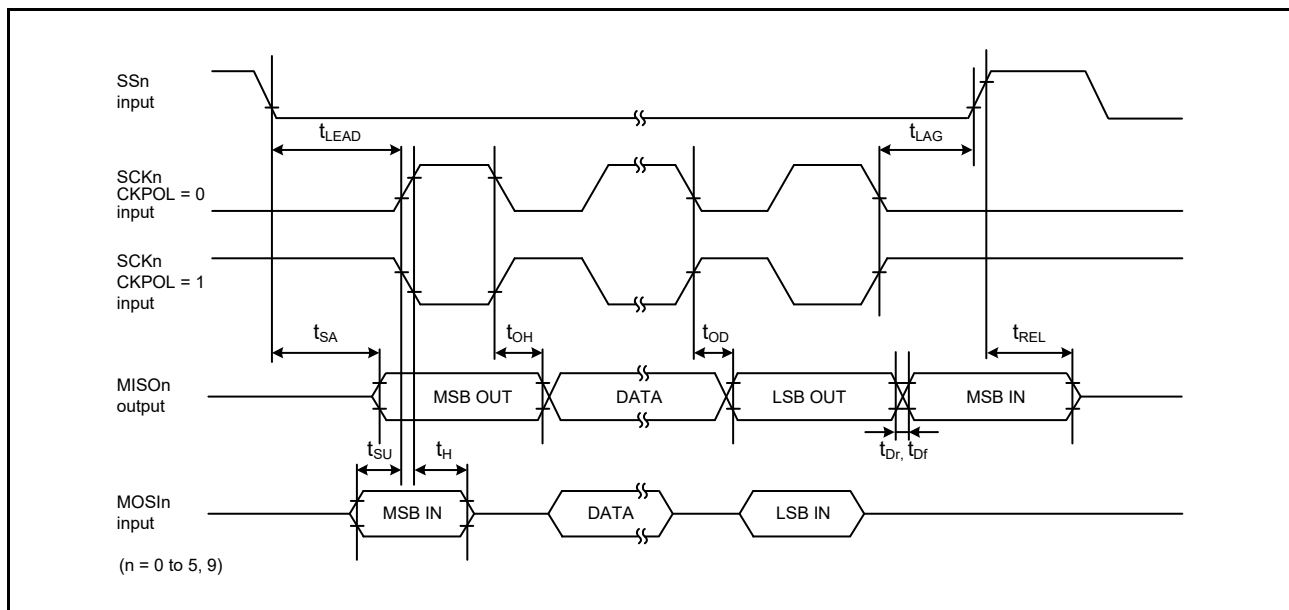 SSn
input
tLEAD
tLAG
SCKn
CKPOL = 0
input
SCKn
CKPOL = 1
input
tSA
tOH
tOD
tREL
MISOn
output
MSB OUT
DATA
LSB OUT
MSB IN
tSU
tH
tDr, tDf
MOSIn
input
MSB IN
DATA
LSB IN
(n = 0 to 5, 9)